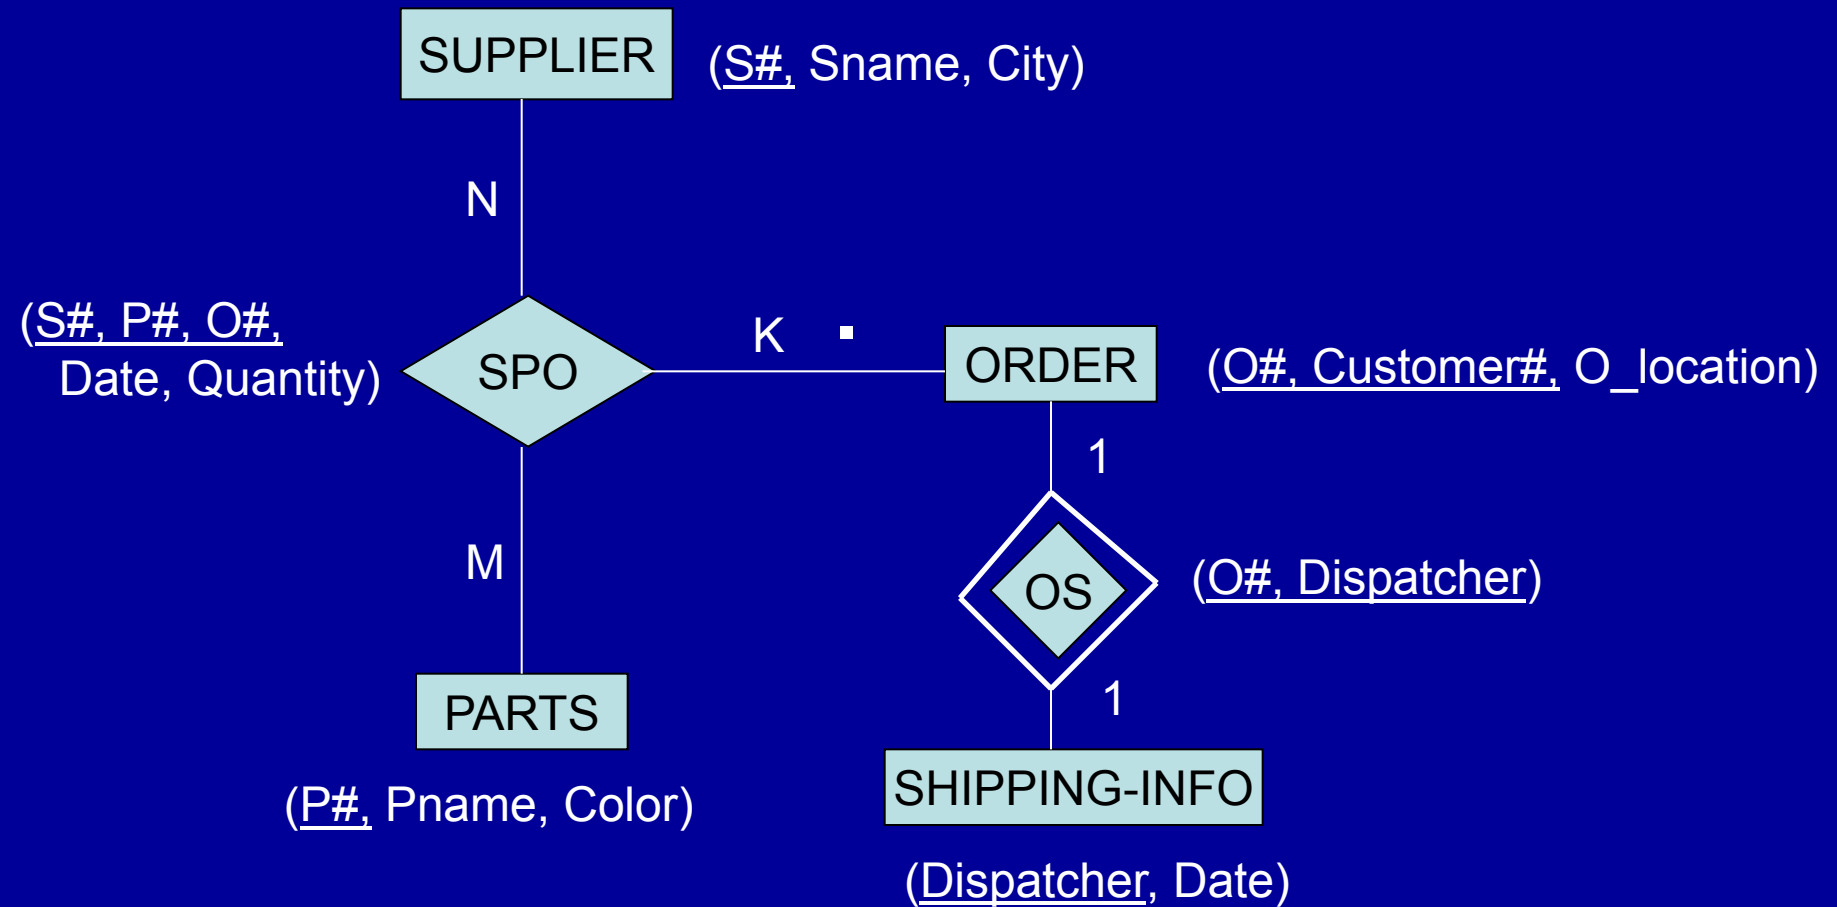 SUPPLIER
(S#, Sname, City)
N
(S#, P#, O#,
Date, Quantity)
SPO
K
ORDER
(O#, Customer#, O_location)
1
M
OS
(O#, Dispatcher)
1
PARTS
(P#, Pname, Color)
SHIPPING-INFO
(Dispatcher, Date)